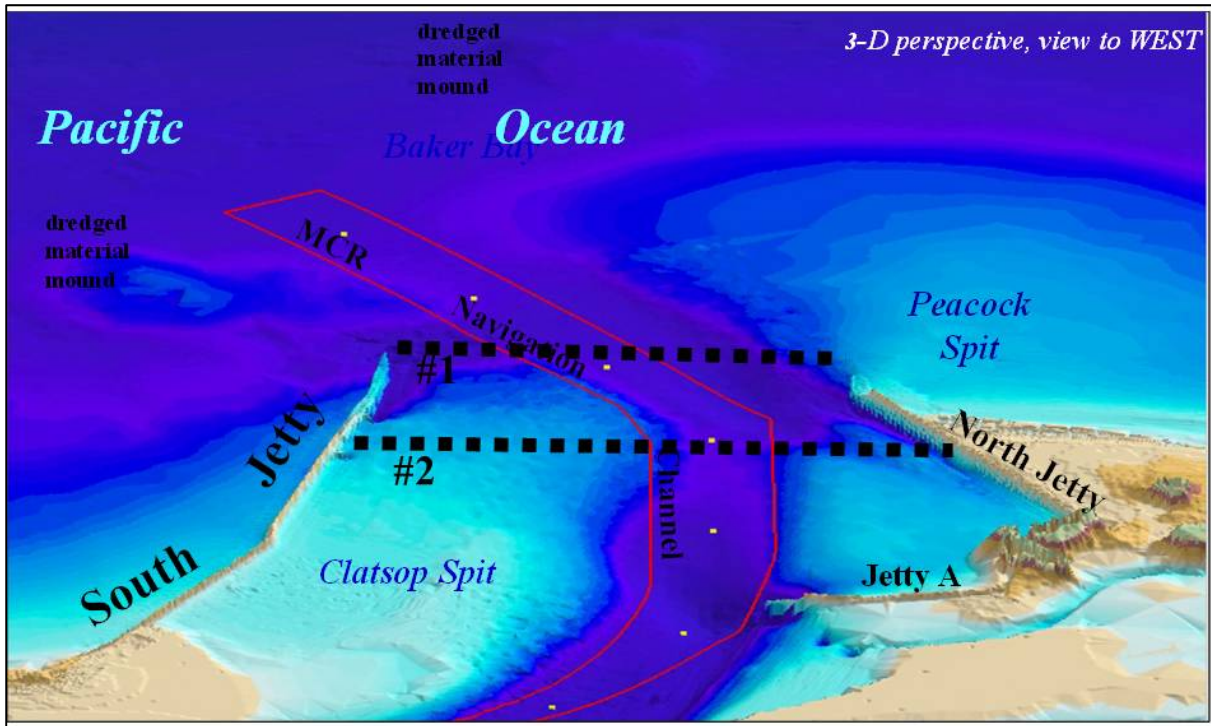 dredged
material
mound
3-D perspective, view to WEST
Pacific Ocean
Baker Bay
dredged
material
mound
MCR
Navigation
Channel
Peacock
Spit
#1
#2
South
Jetty
North Jetty
Clatsop Spit
Jetty A